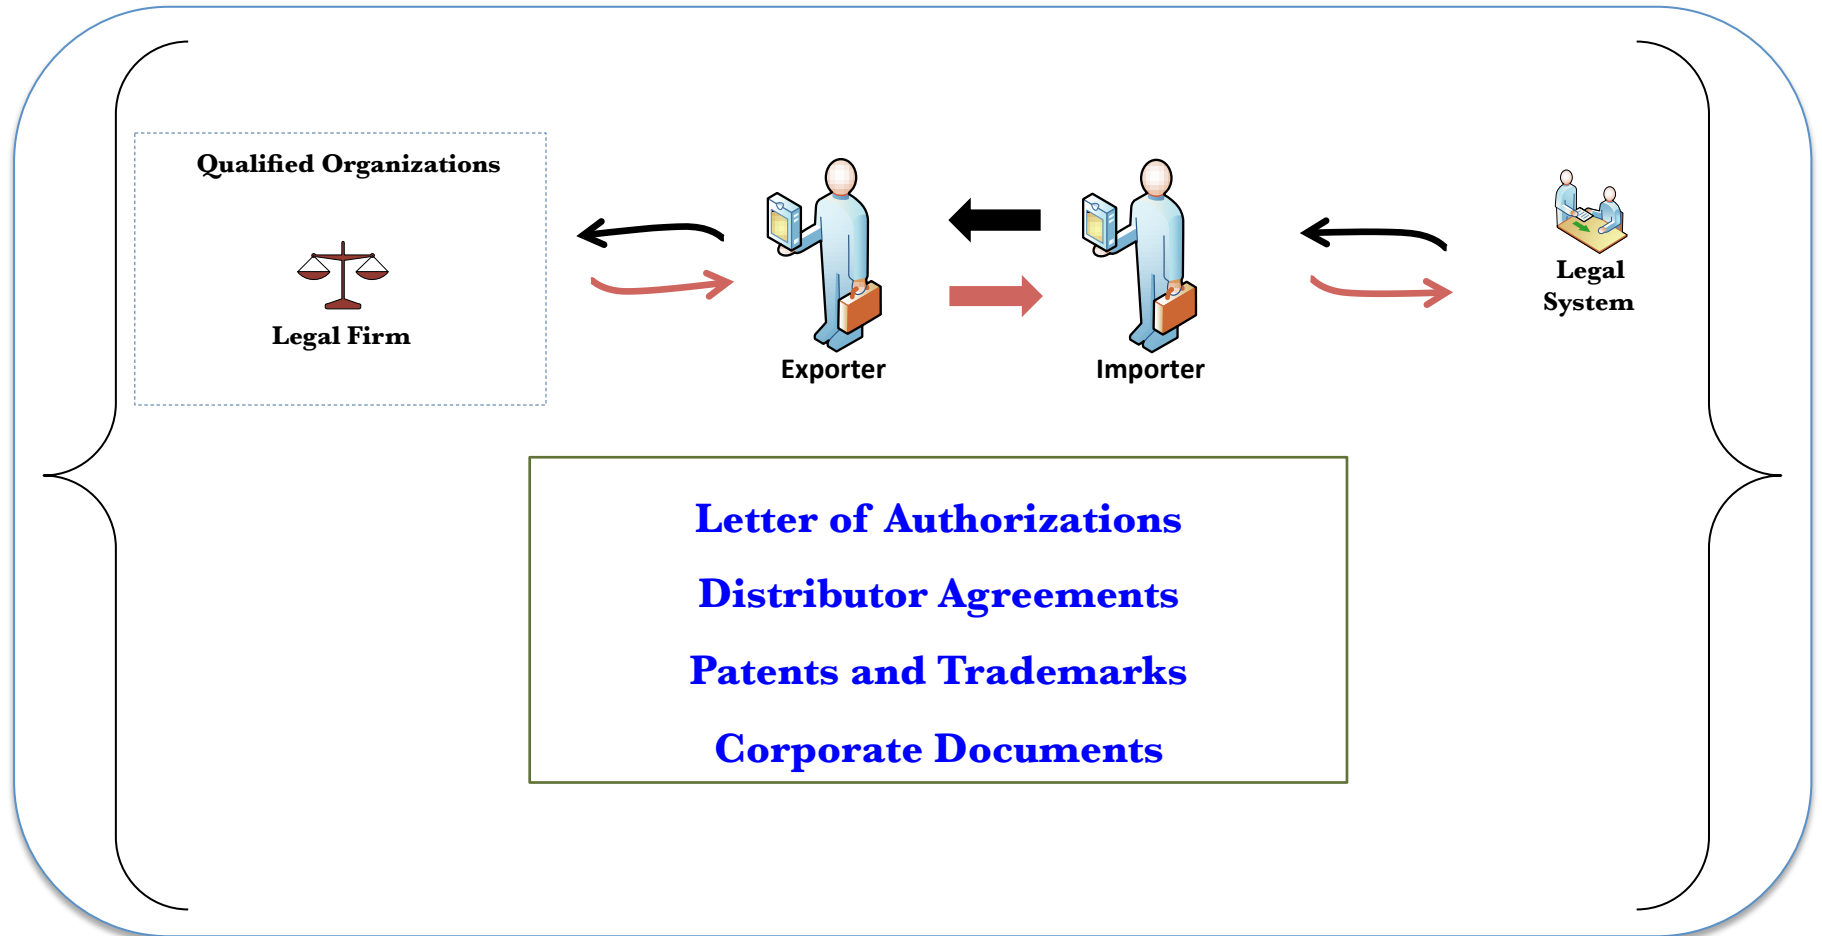 Qualified Organizations
Legal Firm
Exporter
Importer
Legal
System
Letter of Authorizations
Distributor Agreements
Patents and Trademarks
Corporate Documents